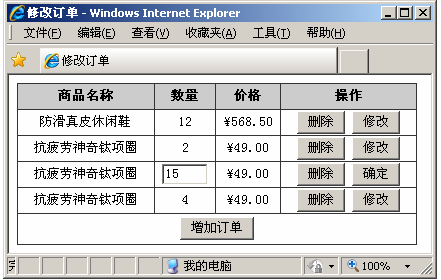 修改订单 - Windows Internet Explorer
文件(F) 编辑(E) 查看(V) 收藏夹(A) 工具(T) 帮助(H)
修改订单
商品名称 数量 价格 操作
防滑真皮休闲鞋 12 ¥568.50 删除 修改
抗疲劳神奇钛项圈 2 ¥49.00 删除 修改
抗疲劳神奇钛项圈 15 ¥49.00 删除 确定
抗疲劳神奇钛项圈 4 ¥49.00 删除 修改
增加订单
我的电脑 100%